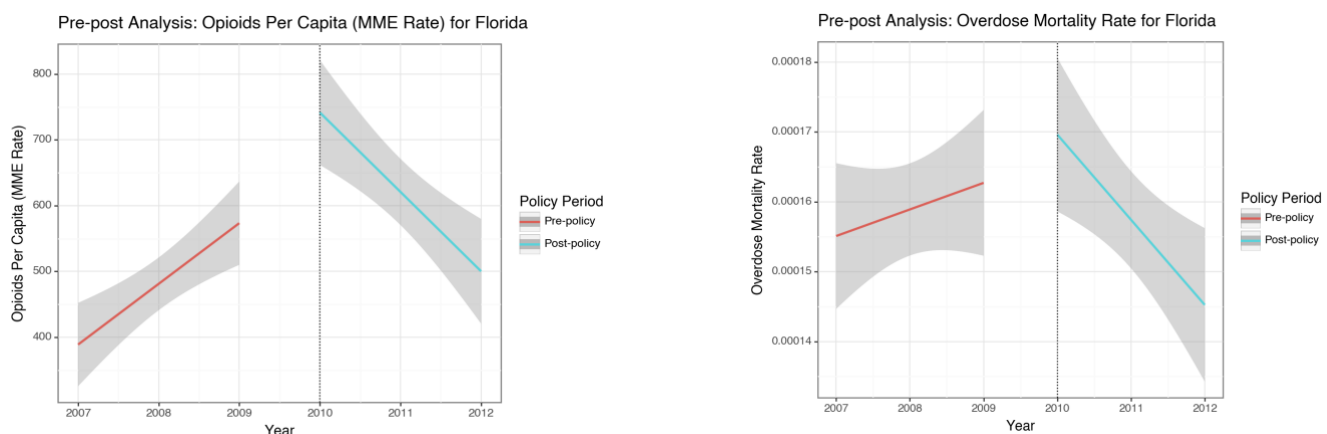 Pre-post Analysis: Opioids Per Capita (MME Rate) for Florida
Opioids Per Capita (MME Rate)
800
700
600
500
400
2007 2008 2009 2010 2011 2012
Year
Policy Period
Pre-policy
Post-policy
Pre-post Analysis: Overdose Mortality Rate for Florida
Overdose Mortality Rate
0.00018
0.00017
0.00016
0.00015
0.00014
2007 2008 2009 2010 2011 2012
Year
Policy Period
Pre-policy
Post-policy